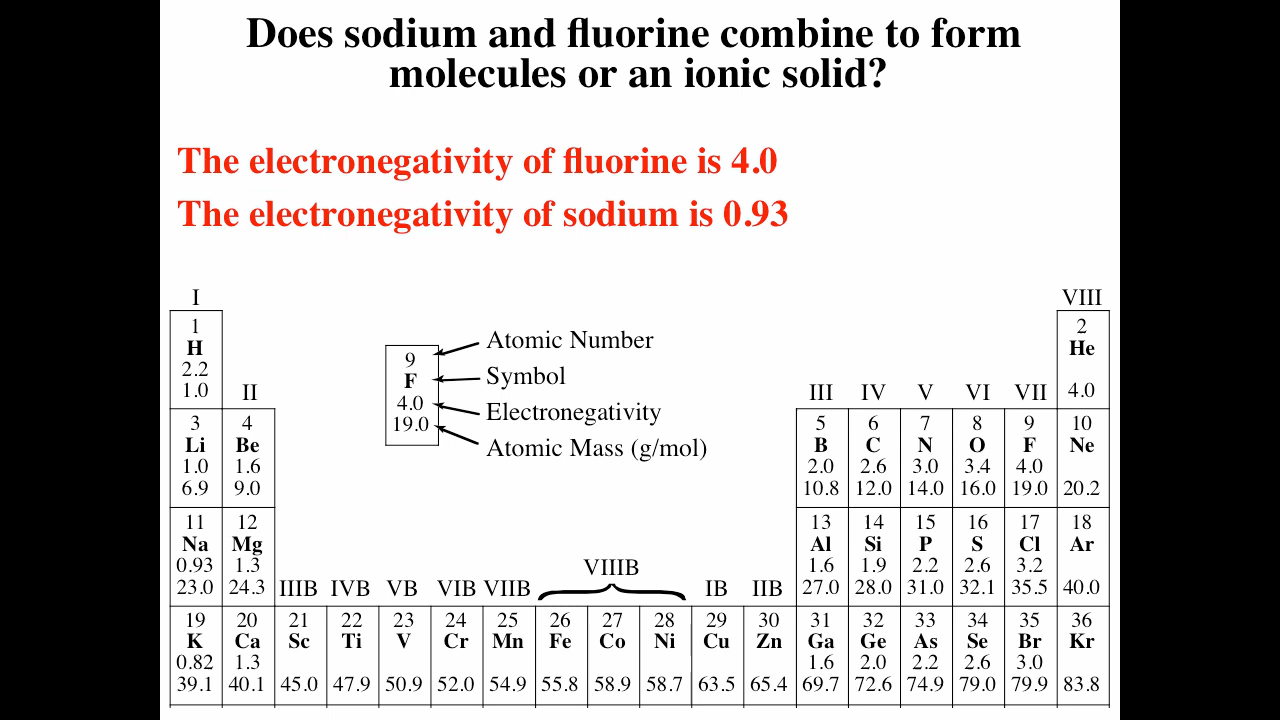 Does sodium and fluorine combine to form
molecules or an ionic solid?
The electronegativity of fluorine is 4.0
The electronegativity of sodium is 0.93
I VIII
1 2
H He
2.2
1.0 II III IV V VI VII 4.0
9 Atomic Number
F Symbol
4.0 Electronegativity
19.0 Atomic Mass (g/mol)
3 4 5 6 7 8 9 10
Li Be B C N O F Ne
1.0 1.6 2.0 2.6 3.0 3.4 4.0
6.9 9.0 10.8 12.0 14.0 16.0 19.0 20.2
11 12 13 14 15 16 17 18
Na Mg Al Si P S Cl Ar
0.93 1.3 VIIIB 1.6 1.9 2.2 2.6 3.2
23.0 24.3 IIIB IVB VB VIB VIIB IB IIB 27.0 28.0 31.0 32.1 35.5 40.0
19 20 21 22 23 24 25 26 27 28 29 30 31 32 33 34 35 36
K Ca Sc Ti V Cr Mn Fe Co Ni Cu Zn Ga Ge As Se Br Kr
0.82 1.3 1.6 2.0 2.2 2.6 3.0
39.1 40.1 45.0 47.9 50.9 52.0 54.9 55.8 58.9 58.7 63.5 65.4 69.7 72.6 74.9 79.0 79.9 83.8